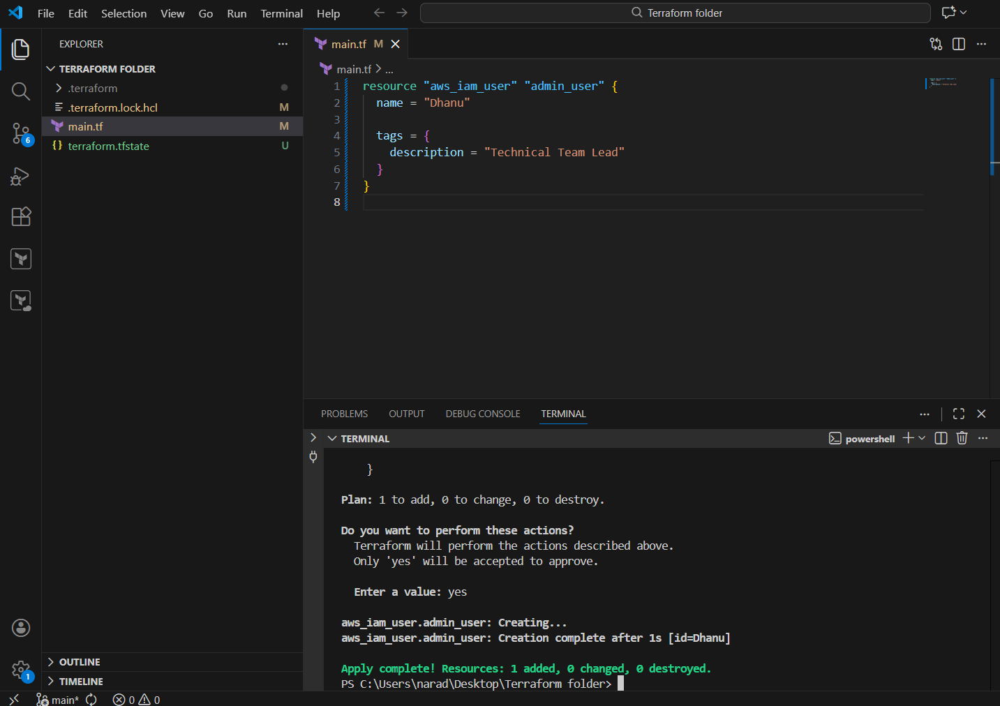 File Edit Selection View Go Run Terminal Help
Terraform folder
EXPLORER
TERRAFORM FOLDER
.terraform
.terraform.lock.hcl M
main.tf M
terraform.tfstate U
6
1
OUTLINE
TIMELINE
main.tf M
main.tf > ...
1 resource "aws_iam_user" "admin_user" {
2 name = "Dhanu"
3
4 tags = {
5 description = "Technical Team Lead"
6 }
7 }
8
PROBLEMS OUTPUT DEBUG CONSOLE TERMINAL
TERMINAL
powershell
}
Plan: 1 to add, 0 to change, 0 to destroy.
Do you want to perform these actions?
Terraform will perform the actions described above.
Only 'yes' will be accepted to approve.
Enter a value: yes
aws_iam_user.admin_user: Creating...
aws_iam_user.admin_user: Creation complete after 1s [id=Dhanu]
Apply complete! Resources: 1 added, 0 changed, 0 destroyed.
PS C:\Users\narad\Desktop\Terraform folder>
main* 0 0